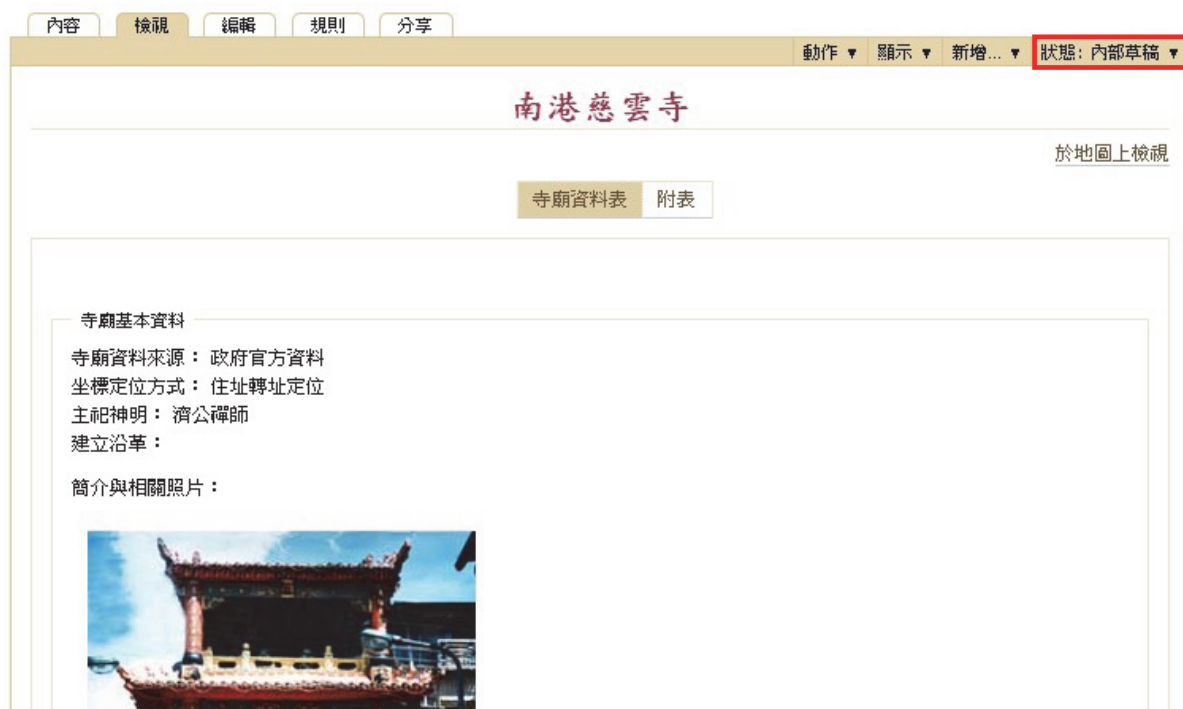 內容 檢視 編輯 規則 分享
動作 ▼ 顯示 ▼ 新增... ▼ 狀態: 內部草稿 ▼
南港慈雲寺
於地圖上檢視
寺廟資料表 附表
寺廟基本資料
寺廟資料來源： 政府官方資料
坐標定位方式： 住址轉址定位
主祀神明： 濟公禪師
建立沿革：
簡介與相關照片：